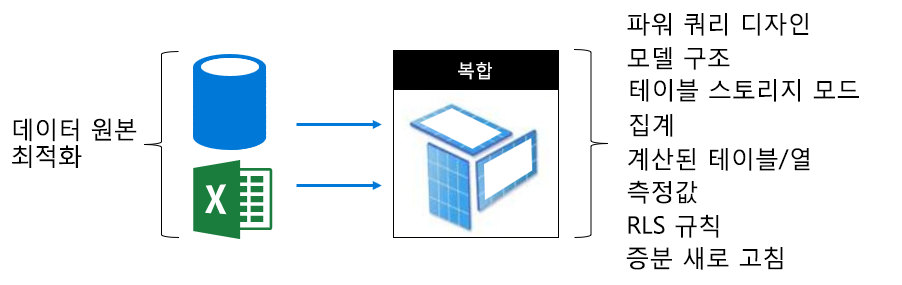 데이터 원본
최적화
X
복합
파워 쿼리 디자인
모델 구조
테이블 스토리지 모드
집계
계산된 테이블/열
측정값
RLS 규칙
증분 새로 고침